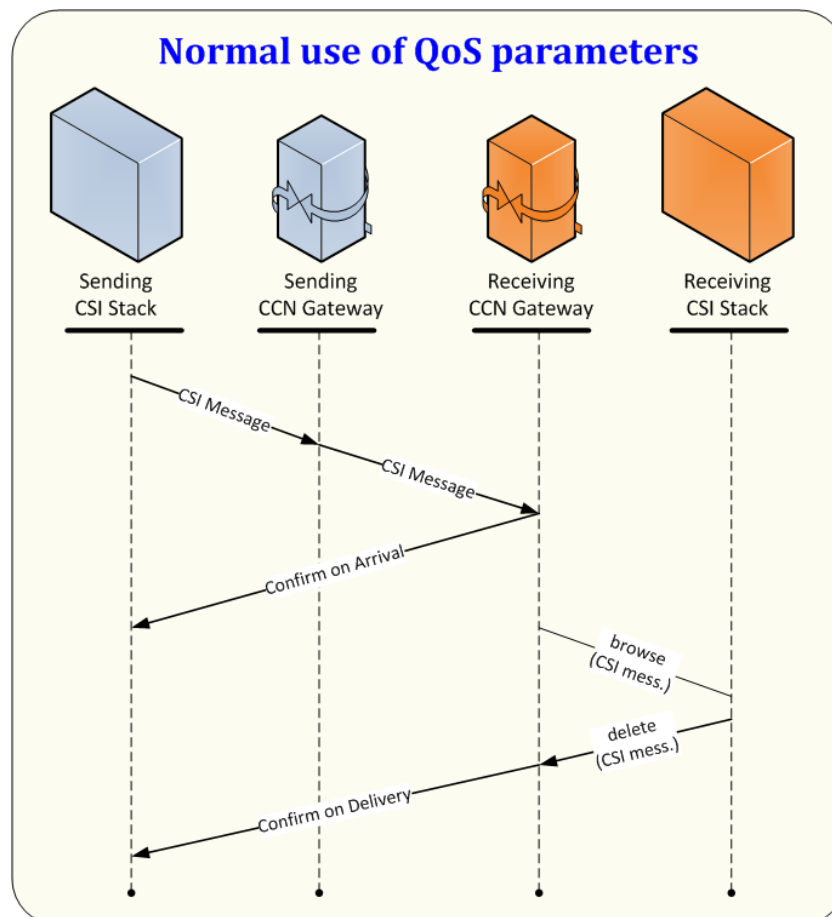 Normal use of QoS parameters
Sending
CSI Stack
Sending
CCN Gateway
Receiving
CCN Gateway
Receiving
CSI Stack
CSI Message
CSI Message
Confirm on Arrival
browse
(CSI mess.)
delete
(CSI mess.)
Confirm on Delivery